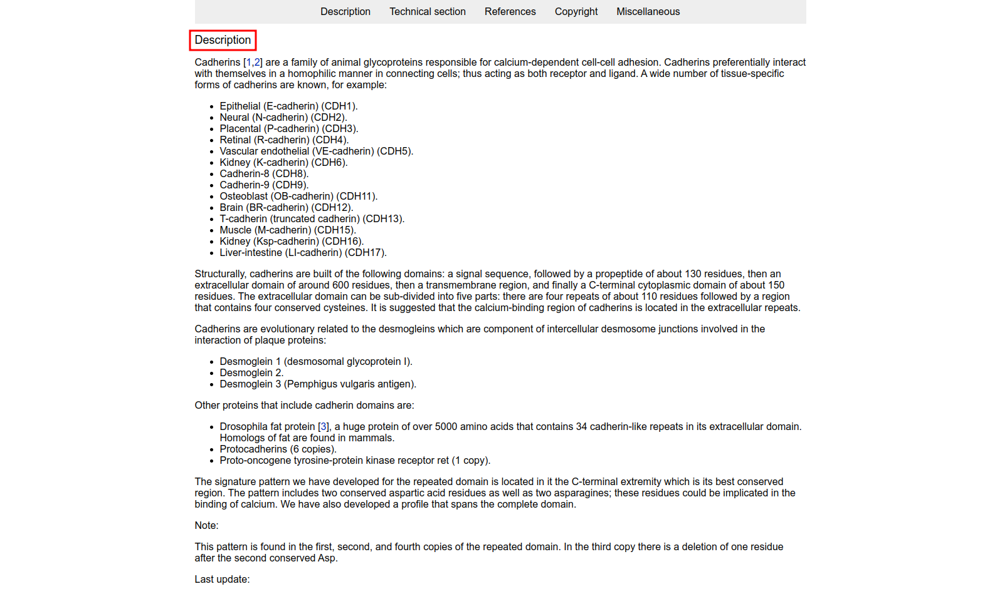 Description Technical section References Copyright Miscellaneous
Description
Cadherins [1,2] are a family of animal glycoproteins responsible for calcium-dependent cell-cell adhesion. Cadherins preferentially interact
with themselves in a homophilic manner in connecting cells; thus acting as both receptor and ligand. A wide number of tissue-specific
forms of cadherins are known, for example:
• Epithelial (E-cadherin) (CDH1).
• Neural (N-cadherin) (CDH2).
• Placental (P-cadherin) (CDH3).
• Retinal (R-cadherin) (CDH4).
• Vascular endothelial (VE-cadherin) (CDH5).
• Kidney (K-cadherin) (CDH6).
• Cadherin-8 (CDH8).
• Cadherin-9 (CDH9).
• Osteoblast (OB-cadherin) (CDH11).
• Brain (BR-cadherin) (CDH12).
• T-cadherin (truncated cadherin) (CDH13).
• Muscle (M-cadherin) (CDH15).
• Kidney (Ksp-cadherin) (CDH16).
• Liver-intestine (LI-cadherin) (CDH17).
Structurally, cadherins are built of the following domains: a signal sequence, followed by a propeptide of about 130 residues, then an
extracellular domain of around 600 residues, then a transmembrane region, and finally a C-terminal cytoplasmic domain of about 150
residues. The extracellular domain can be sub-divided into five parts: there are four repeats of about 110 residues followed by a region
that contains four conserved cysteines. It is suggested that the calcium-binding region of cadherins is located in the extracellular repeats.
Cadherins are evolutionary related to the desmogleins which are component of intercellular desmosome junctions involved in the
interaction of plaque proteins:
• Desmoglein 1 (desmosomal glycoprotein I).
• Desmoglein 2.
• Desmoglein 3 (Pemphigus vulgaris antigen).
Other proteins that include cadherin domains are:
• Drosophila fat protein [3], a huge protein of over 5000 amino acids that contains 34 cadherin-like repeats in its extracellular domain.
Homologs of fat are found in mammals.
• Protocadherins (6 copies).
• Proto-oncogene tyrosine-protein kinase receptor ret (1 copy).
The signature pattern we have developed for the repeated domain is located in it the C-terminal extremity which is its best conserved
region. The pattern includes two conserved aspartic acid residues as well as two asparagines; these residues could be implicated in the
binding of calcium. We have also developed a profile that spans the complete domain.
Note:
This pattern is found in the first, second, and fourth copies of the repeated domain. In the third copy there is a deletion of one residue
after the second conserved Asp.
Last update: